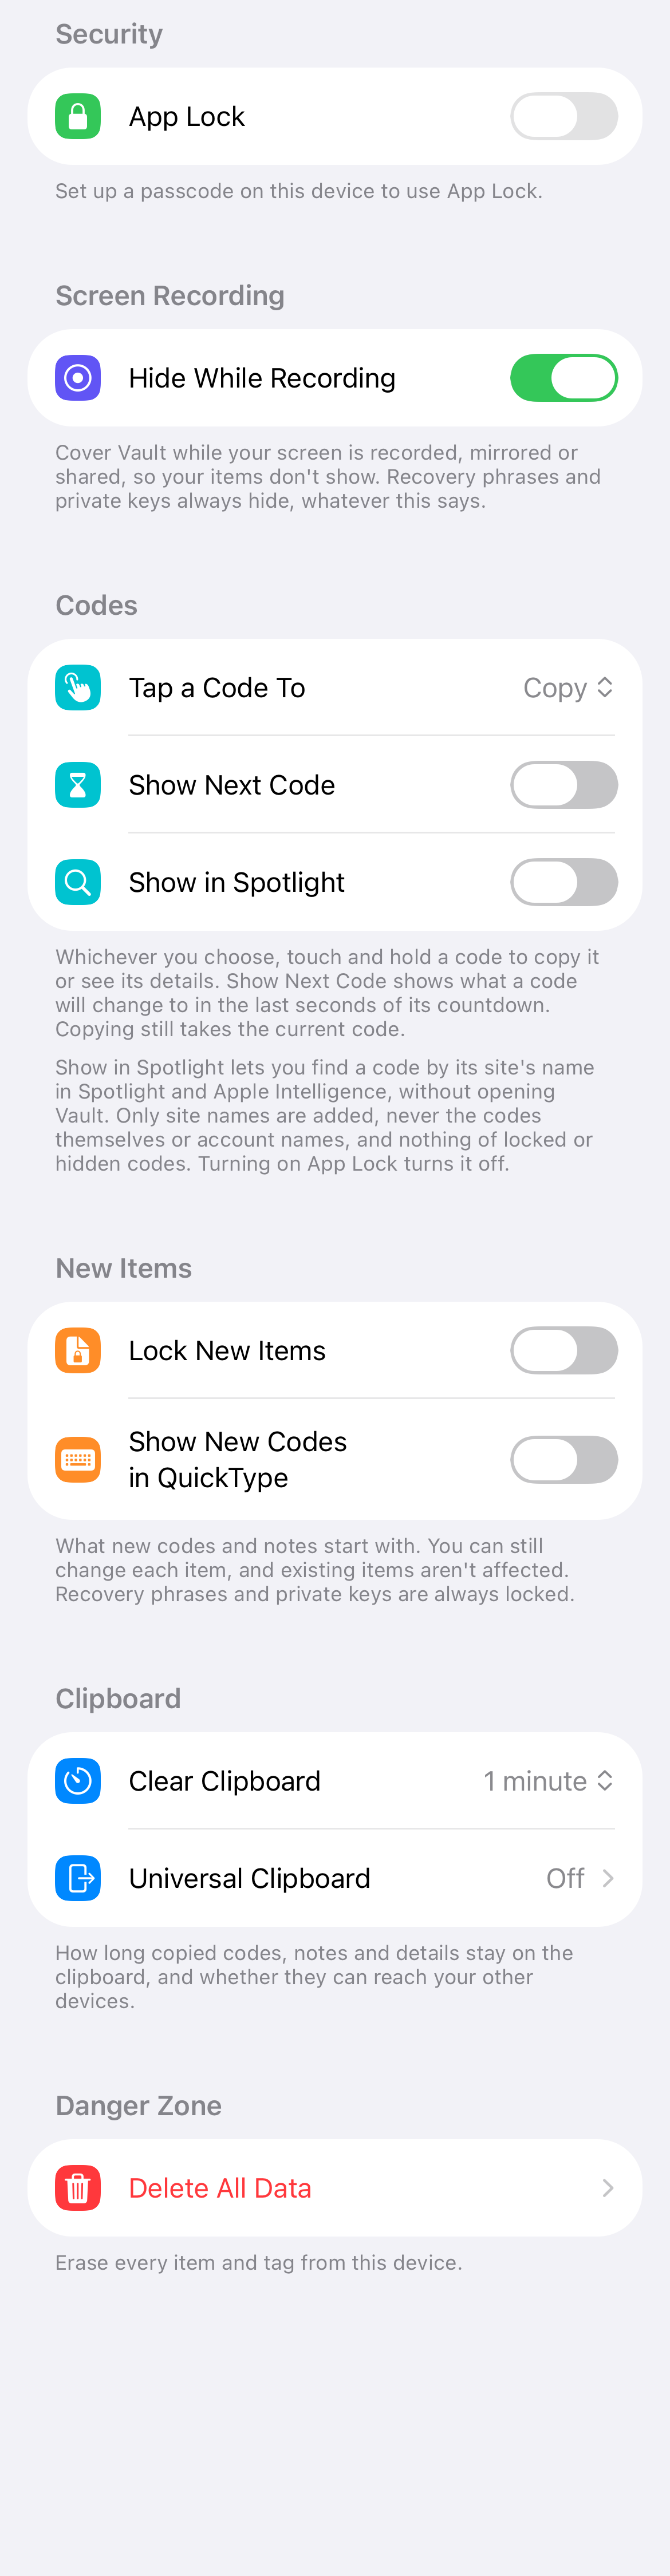 Security
App Lock
Set up a passcode on this device to use App Lock.
Screen Recording
Hide While Recording
Cover Vault while your screen is recorded, mirrored or
shared, so your items don't show. Recovery phrases and
private keys always hide, whatever this says.
Codes
Tap a Code To
Copy
Show Next Code
Show in Spotlight
Whichever you choose, touch and hold a code to copy it
or see its details. Show Next Code shows what a code
will change to in the last seconds of its countdown.
Copying still takes the current code.
Show in Spotlight lets you find a code by its site's name
in Spotlight and Apple Intelligence, without opening
Vault. Only site names are added, never the codes
themselves or account names, and nothing of locked or
hidden codes. Turning on App Lock turns it off.
New Items
Lock New Items
Show New Codes
in QuickType
What new codes and notes start with. You can still
change each item, and existing items aren't affected.
Recovery phrases and private keys are always locked.
Clipboard
Clear Clipboard
1 minute
Universal Clipboard
Off
How long copied codes, notes and details stay on the
clipboard, and whether they can reach your other
devices.
Danger Zone
Delete All Data
Erase every item and tag from this device.